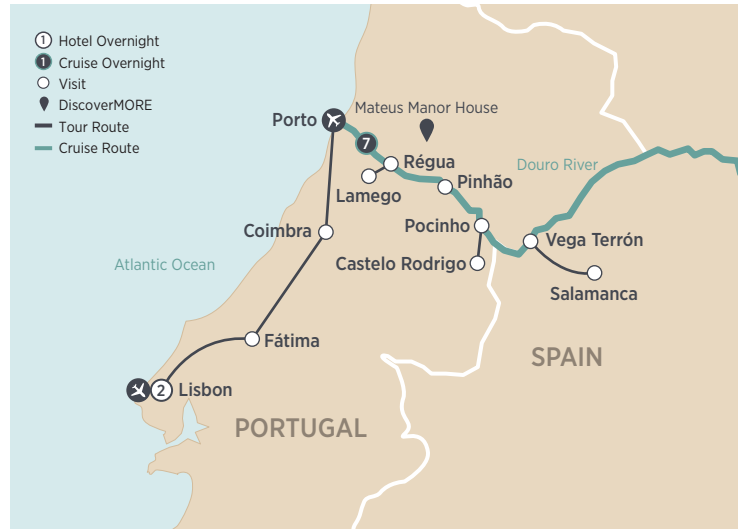 1 Hotel Overnight
1 Cruise Overnight
Visit
DiscoverMORE
Tour Route
Cruise Route
Mateus Manor House
Porto
7
Régua
Douro River
Lamego
Pinhão
Coimbra
Pocinho
Vega Terrón
Atlantic Ocean
Castelo Rodrigo
Salamanca
Fátima
SPAIN
2 Lisbon
PORTUGAL